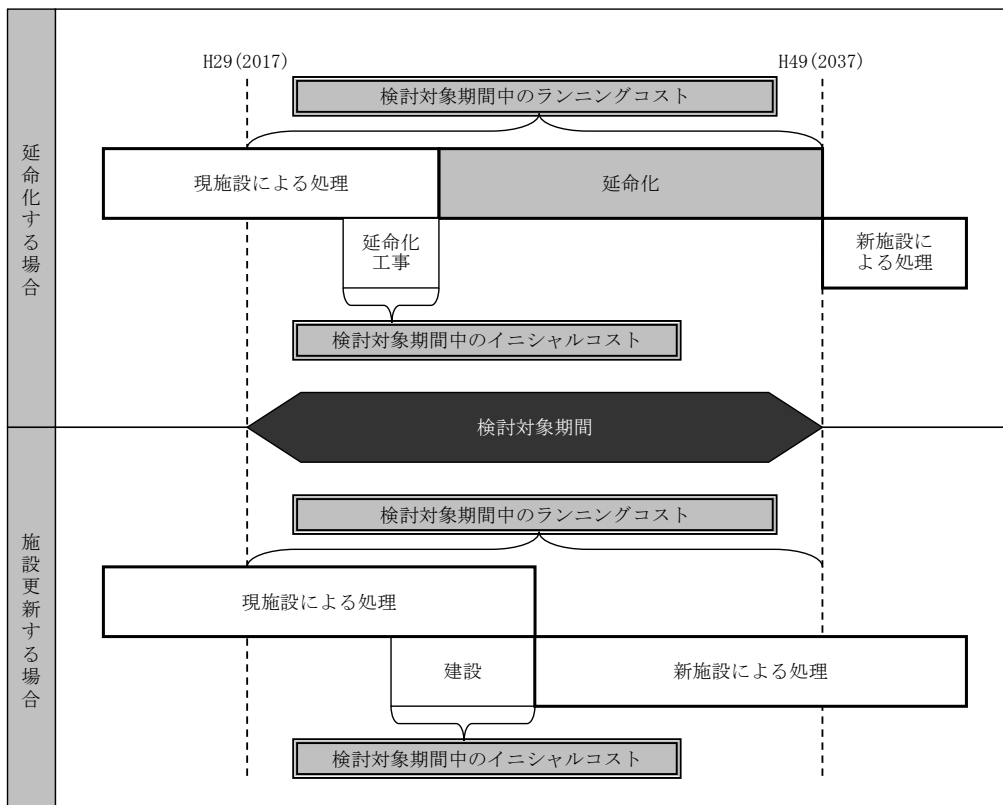 H29(2017)
H49(2037)
検討対象期間中のランニングコスト
延命化する場合
現施設による処理
延命化
延命化
工事
新施設に
よる処理
検討対象期間中のイニシャルコスト
検討対象期間
検討対象期間中のランニングコスト
施設更新する場合
現施設による処理
建設
新施設による処理
検討対象期間中のイニシャルコスト